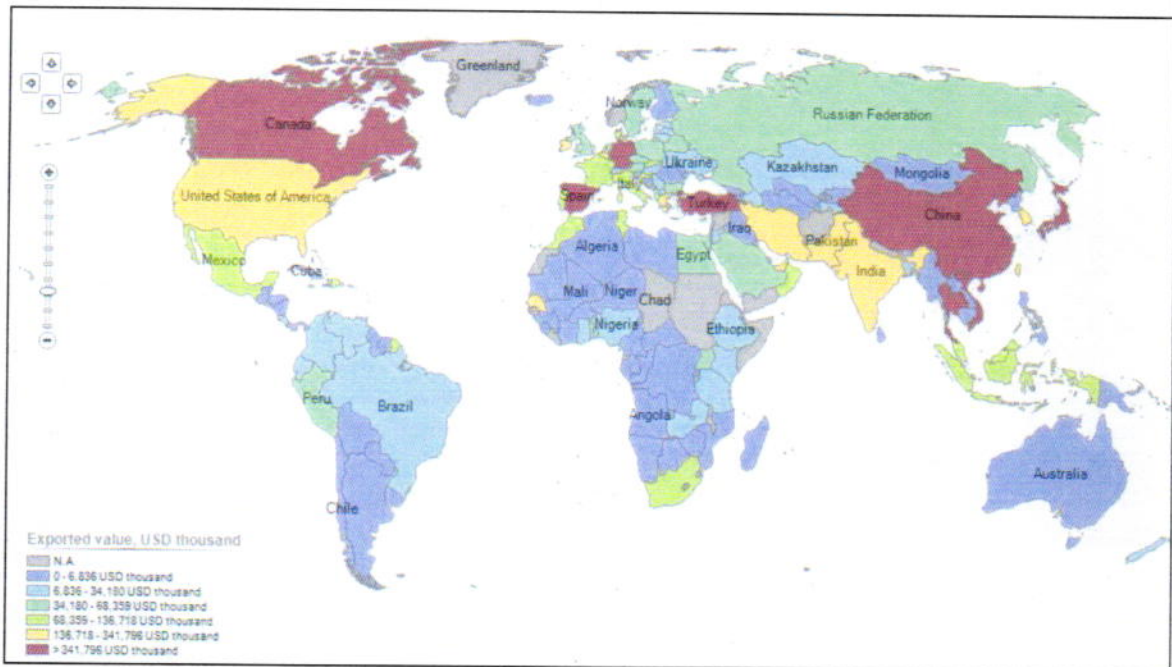 Greenland
Norway
Russian Federation
Canada
Ukraine
Kazakhstan
Mongolia
Italy
United States of America
Spain
Turkey
China
Iraq
Pakistan
Algeria
Egypt
India
Mexico
Cuba
Mali
Niger
Chad
Nigeria
Ethiopia
Peru
Brazil
Angola
Australia
Chile
Exported value, USD thousand
N.A.
0 - 6,836 USD thousand
6,836 - 34,180 USD thousand
34,180 - 68,359 USD thousand
68,359 - 136,718 USD thousand
136,718 - 341,796 USD thousand
> 341,796 USD thousand